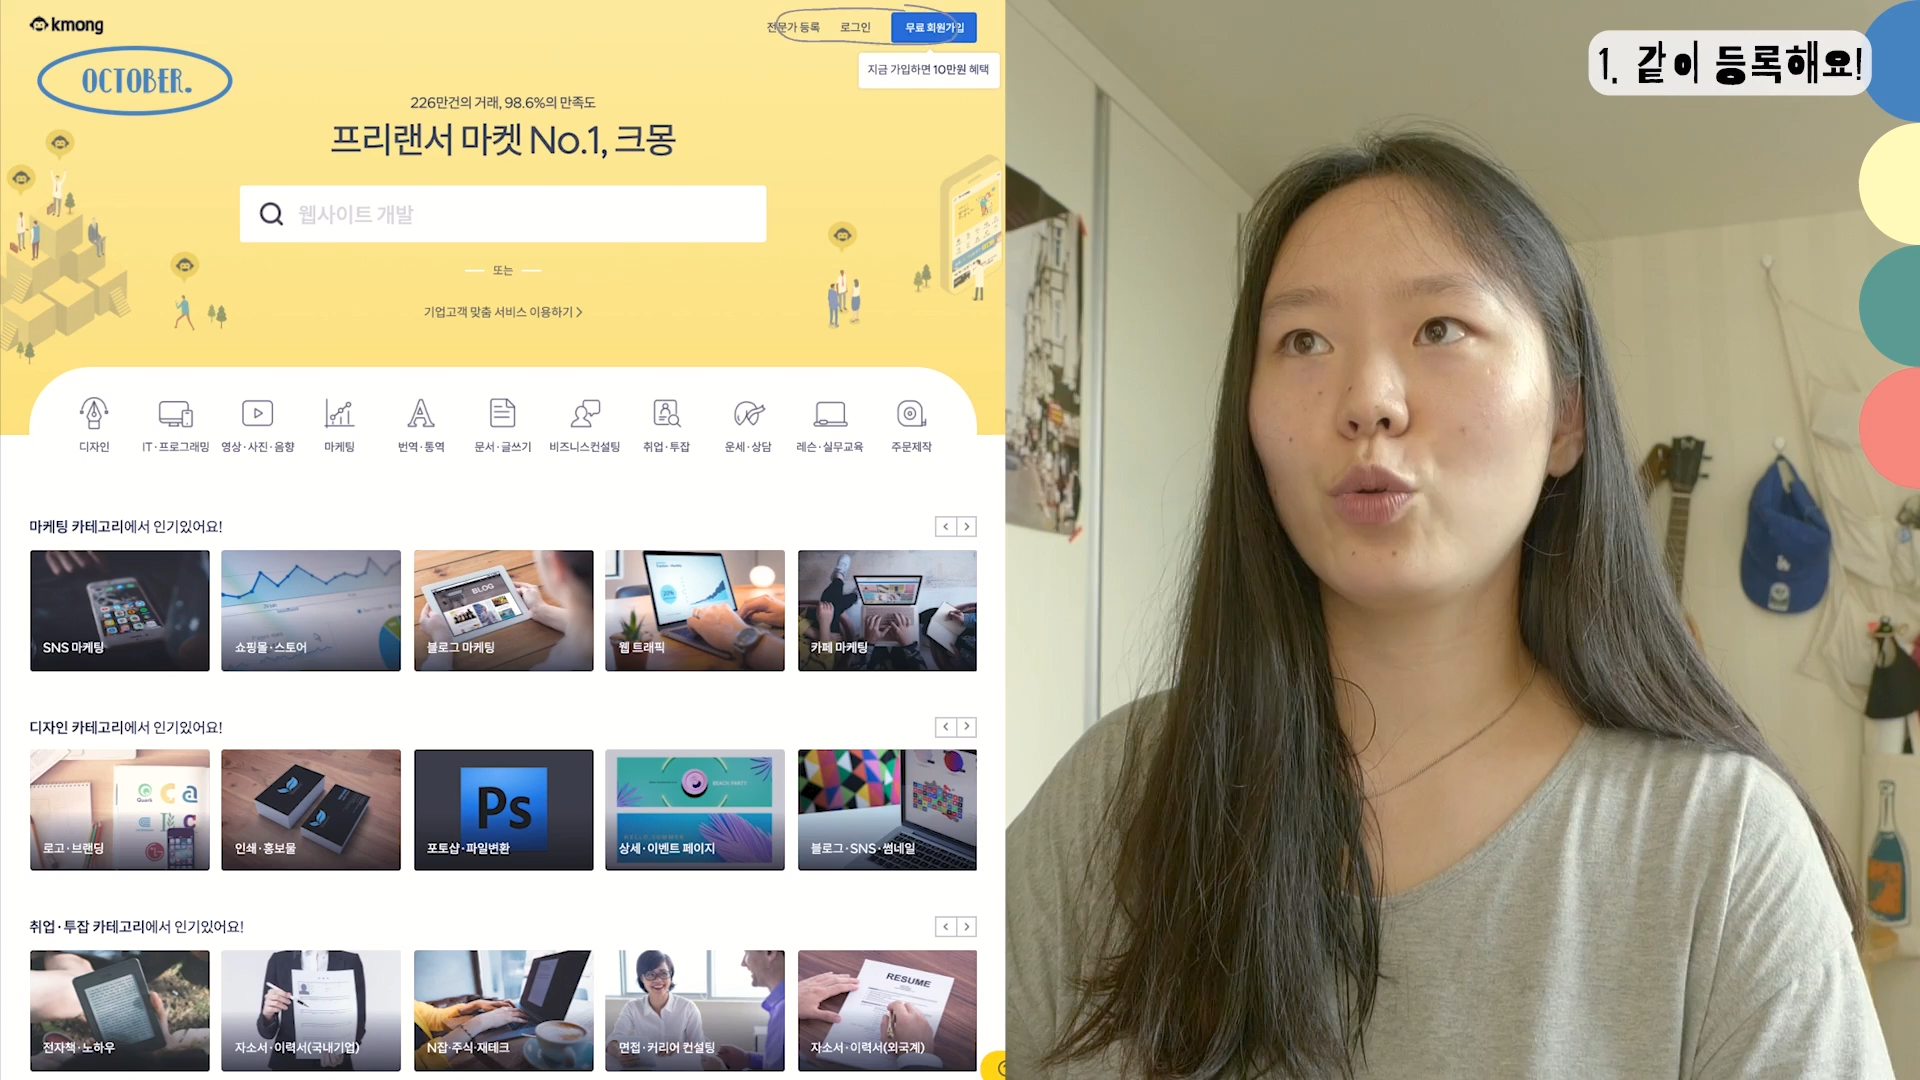 kmong
전문가 등록
로그인
무료 회원가입
지금 가입하면 10만원 혜택
OCTOBER.
226만건의 거래, 98.6%의 만족도
프리랜서 마켓 No.1, 크몽
웹사이트 개발
또는
기업고객 맞춤 서비스 이용하기 >
디자인
IT·프로그래밍
영상·사진·음향
마케팅
번역·통역
문서·글쓰기
비즈니스컨설팅
취업·투잡
운세·상담
레슨·실무교육
주문제작
마케팅 카테고리에서 인기있어요!
SNS 마케팅
쇼핑몰·스토어
BLOG
블로그 마케팅
웹 트래픽
카페 마케팅
디자인 카테고리에서 인기있어요!
로고·브랜딩
인쇄·홍보물
Ps
포토샵·파일변환
BEACH PARTY
HELLO SUMMER
상세·이벤트 페이지
블로그·SNS·썸네일
취업·투잡 카테고리에서 인기있어요!
전자책·노하우
자소서·이력서(국내기업)
N잡·주식·재테크
면접·커리어 컨설팅
RESUME
자소서·이력서(외국계)
1. 같이 등록해요!